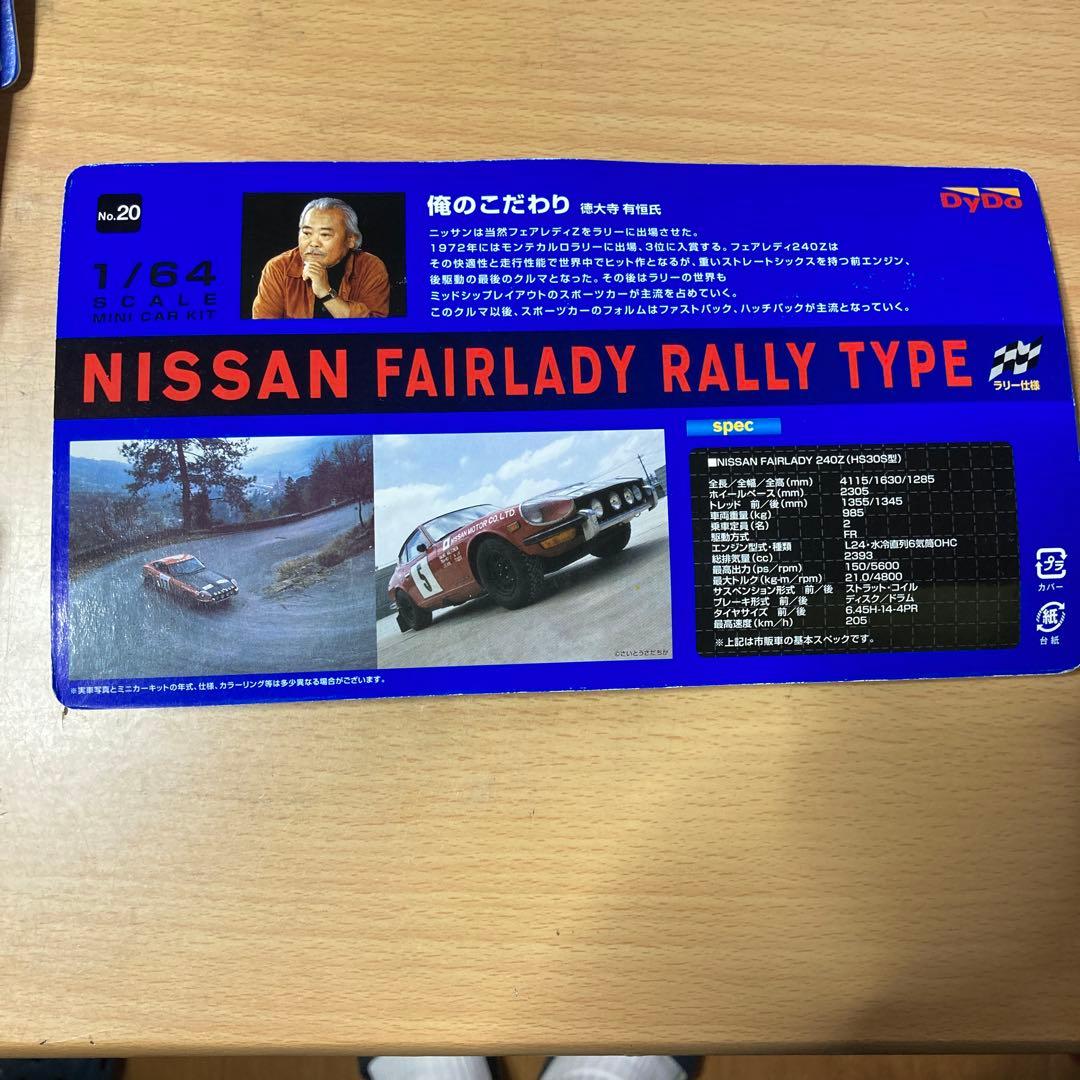 No.20
1/64
SCALE
MINI CAR KIT
俺のこだわり 徳大寺 有恒氏
ニッサンは当然フェアレディZをラリーに出場させた。
1972年にはモンテカルロラリーに出場、3位に入賞する。フェアレディ240Zは
その快適性と走行性能で世界中でヒット作となるが、重いストレートシックスを持つ前エンジン、
後駆動の最後のクルマとなった。その後はラリーの世界も
ミッドシップレイアウトのスポーツカーが主流を占めていく。
このクルマ以後、スポーツカーのフォルムはファストバック、ハッチバックが主流となっていく。
DyDo
NISSAN FAIRLADY RALLY TYPE
ラリー仕様
NISSAN MOTOR CO., LTD.
5
©さいとうさだちか
※実車写真とミニカーキットの年式、仕様、カラーリング等は多少異なる場合がございます。
spec
■NISSAN FAIRLADY 240Z(HS30S型)
全長/全幅/全高(mm) 4115/1630/1285
ホイールベース(mm) 2305
トレッド 前/後(mm) 1355/1345
車両重量(kg) 985
乗車定員(名) 2
駆動方式 FR
エンジン型式・種類 L24・水冷直列6気筒OHC
総排気量(cc) 2393
最高出力(ps/rpm) 150/5600
最大トルク(kg-m/rpm) 21.0/4800
サスペンション形式 前/後 ストラット・コイル
ブレーキ形式 前/後 ディスク/ドラム
タイヤサイズ 前/後 6.45H-14-4PR
最高速度(km/h) 205
※上記は市販車の基本スペックです。
プラ
カバー
紙
台紙